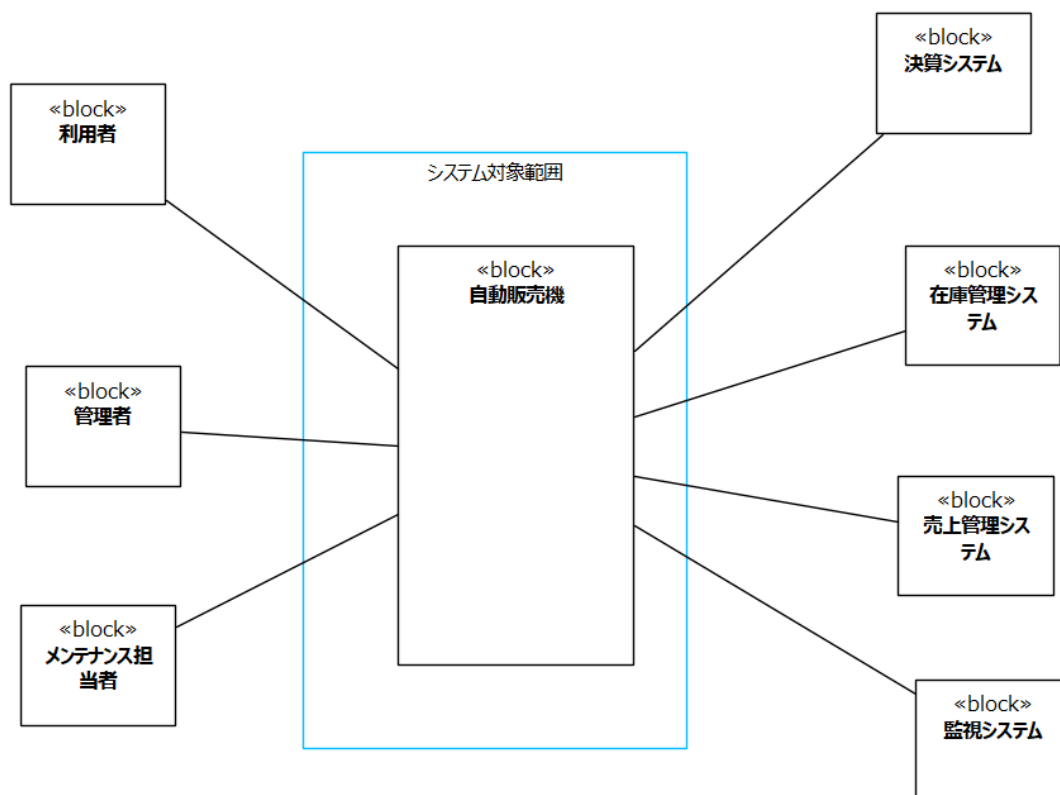 «block»
利用者
«block»
管理者
«block»
メンテナンス担
当者
システム対象範囲
«block»
自動販売機
«block»
決算システム
«block»
在庫管理シス
テム
«block»
売上管理シス
テム
«block»
監視システム